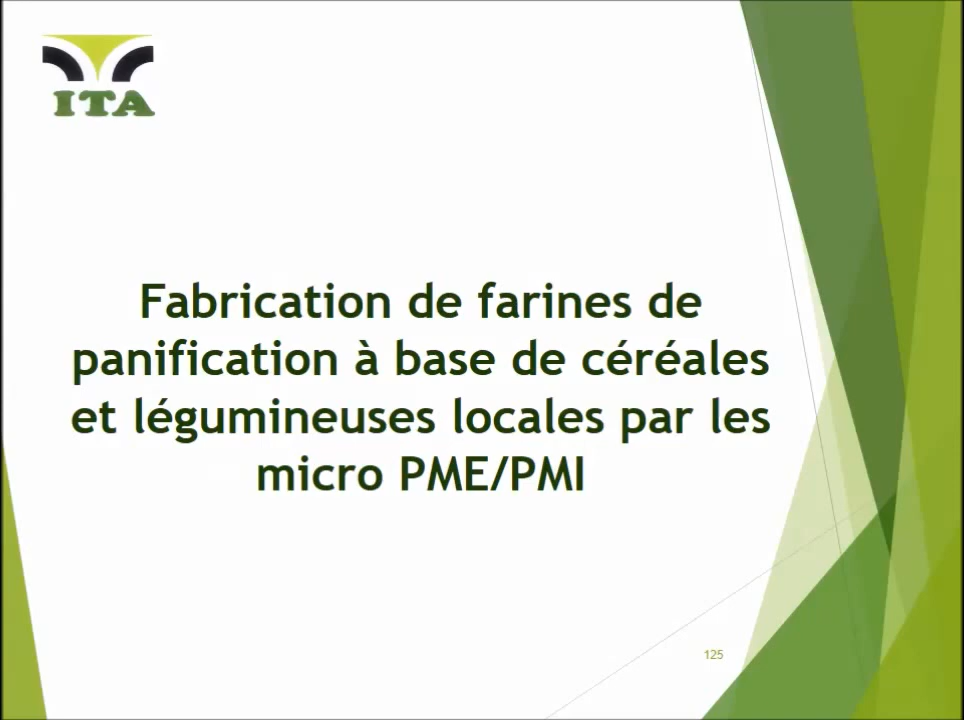 ITA
Fabrication de farines de
panification à base de céréales
et légumineuses locales par les
micro PME/PMI
125